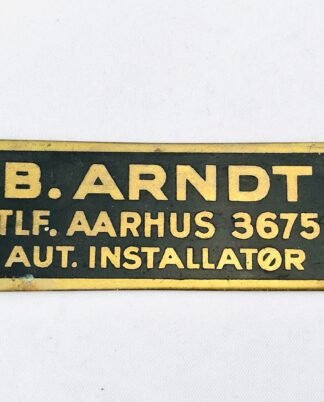 B. ARNDT
TLF. AARHUS 3675
AUT. INSTALLATØR